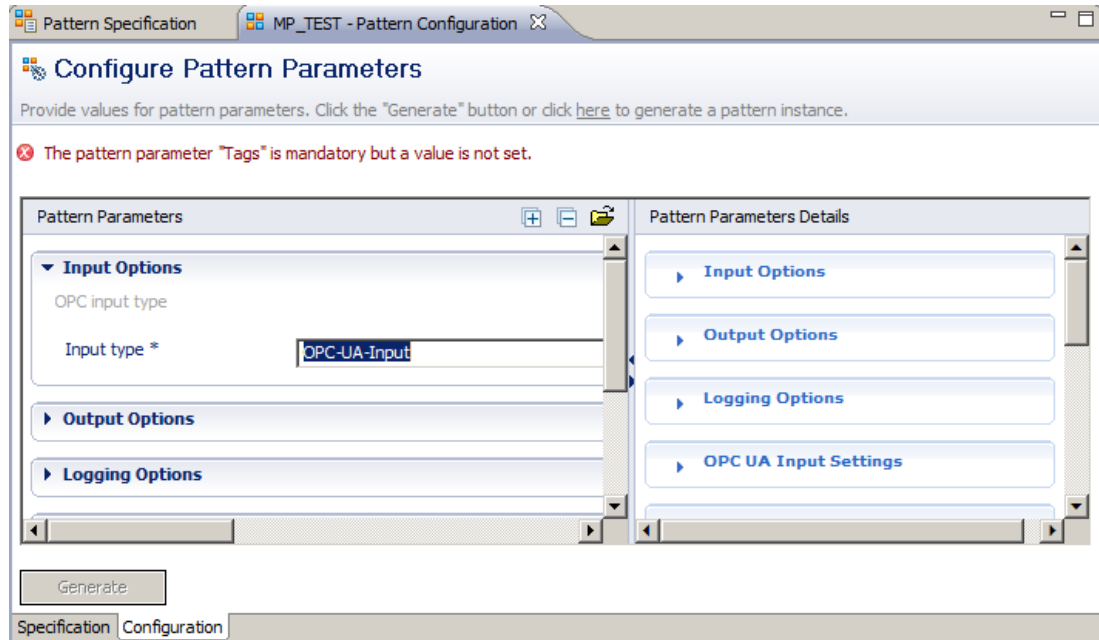 Pattern Specification
MP_TEST - Pattern Configuration
Configure Pattern Parameters
Provide values for pattern parameters. Click the "Generate" button or click here to generate a pattern instance.
The pattern parameter "Tags" is mandatory but a value is not set.
Pattern Parameters
Input Options
OPC input type
Input type *
OPC-UA-Input
Output Options
Logging Options
Pattern Parameters Details
Input Options
Output Options
Logging Options
OPC UA Input Settings
Generate
Specification
Configuration